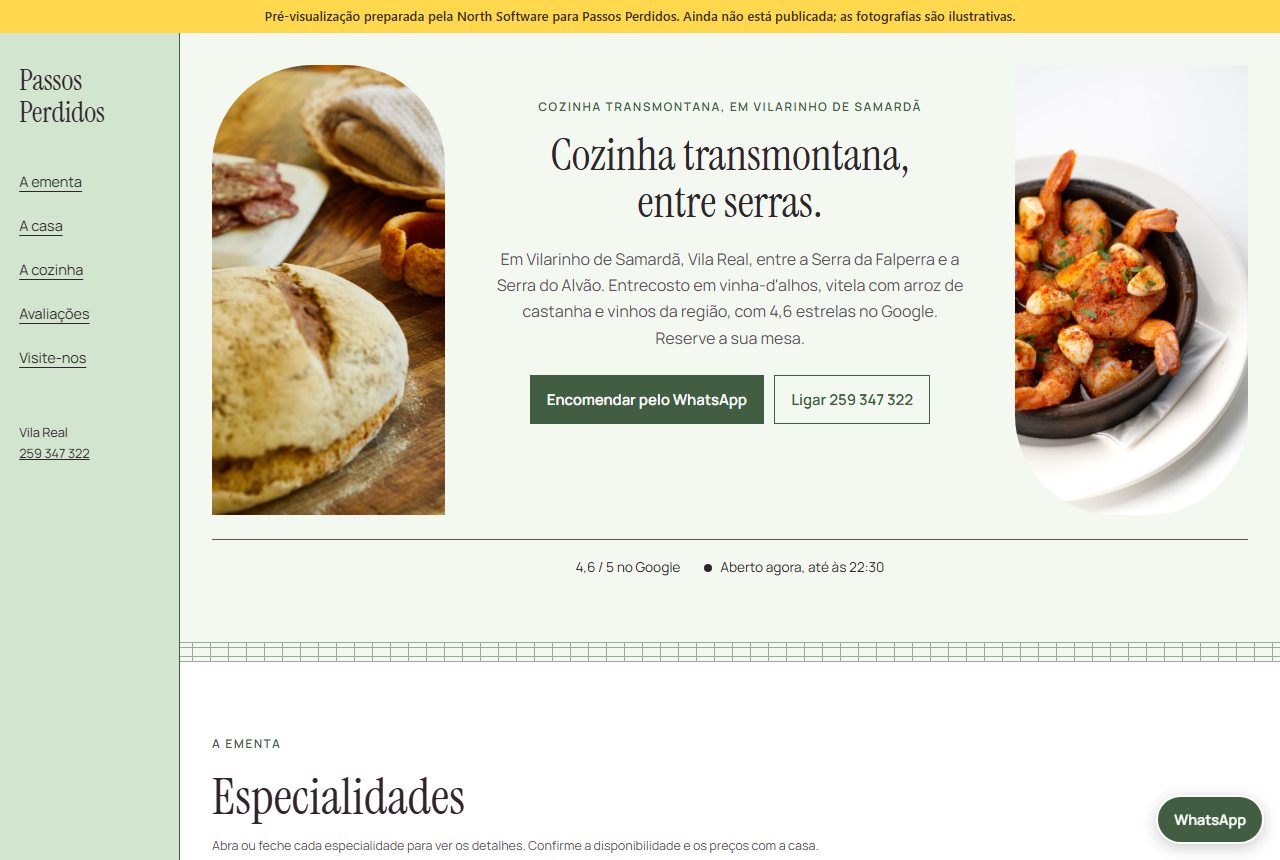 Pré-visualização preparada pela North Software para Passos Perdidos. Ainda não está publicada; as fotografias são ilustrativas.
Passos
Perdidos
A ementa
A casa
A cozinha
Avaliações
Visite-nos
Vila Real
259 347 322
COZINHA TRANSMONTANA, EM VILARINHO DE SAMARDÃ
Cozinha transmontana,
entre serras.
Em Vilarinho de Samardã, Vila Real, entre a Serra da Falperra e a
Serra do Alvão. Entrecosto em vinha-d'alhos, vitela com arroz de
castanha e vinhos da região, com 4,6 estrelas no Google.
Reserve a sua mesa.
Encomendar pelo WhatsApp
Ligar 259 347 322
4,6 / 5 no Google
Aberto agora, até às 22:30
A EMENTA
Especialidades
Abra ou feche cada especialidade para ver os detalhes. Confirme a disponibilidade e os preços com a casa.
WhatsApp